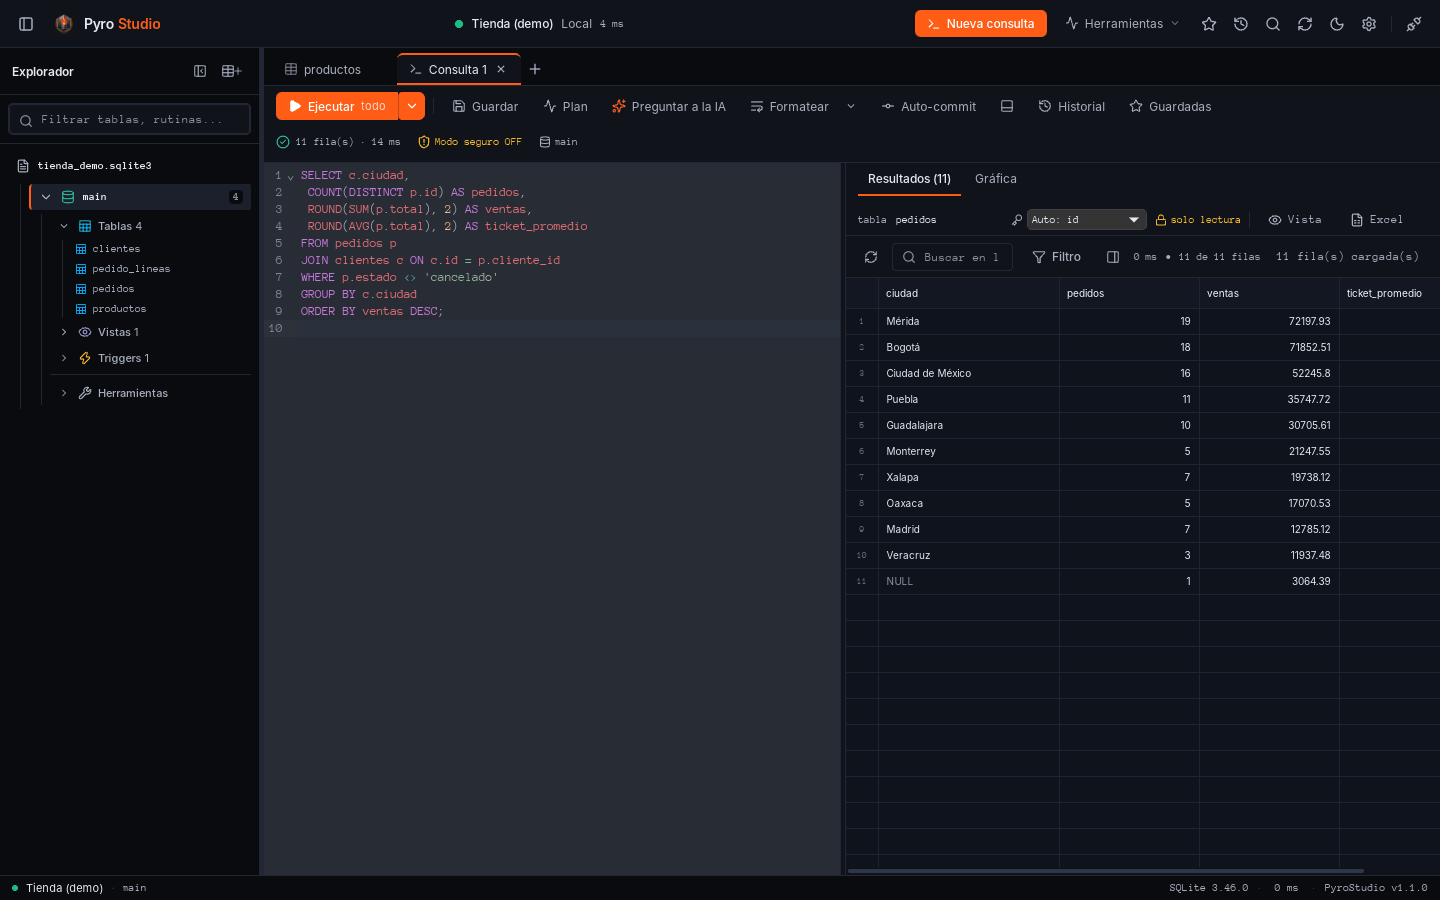 Pyro Studio
Tienda (demo) Local 4 ms
Nueva consulta
Herramientas
Explorador
Filtrar tablas, rutinas...
tienda_demo.sqlite3
main 4
Tablas 4
clientes
pedido_lineas
pedidos
productos
Vistas 1
Triggers 1
Herramientas
productos
Consulta 1
Ejecutar todo
Guardar
Plan
Preguntar a la IA
Formatear
Auto-commit
Historial
Guardadas
11 fila(s) · 14 ms
Modo seguro OFF
main
1 SELECT c.ciudad,
2 COUNT(DISTINCT p.id) AS pedidos,
3 ROUND(SUM(p.total), 2) AS ventas,
4 ROUND(AVG(p.total), 2) AS ticket_promedio
5 FROM pedidos p
6 JOIN clientes c ON c.id = p.cliente_id
7 WHERE p.estado <> 'cancelado'
8 GROUP BY c.ciudad
9 ORDER BY ventas DESC;
10
Resultados (11) Gráfica
tabla pedidos
Auto: id
solo lectura
Vista
Excel
Buscar en l
Filtro
0 ms • 11 de 11 filas
11 fila(s) cargada(s)
ciudad pedidos ventas ticket_promedio
1 Mérida 19 72197.93
2 Bogotá 18 71852.51
3 Ciudad de México 16 52245.8
4 Puebla 11 35747.72
5 Guadalajara 10 30705.61
6 Monterrey 5 21247.55
7 Xalapa 7 19738.12
8 Oaxaca 5 17070.53
9 Madrid 7 12785.12
10 Veracruz 3 11937.48
11 NULL 1 3064.39
Tienda (demo) · main
SQLite 3.46.0 · 0 ms · PyroStudio v1.1.0